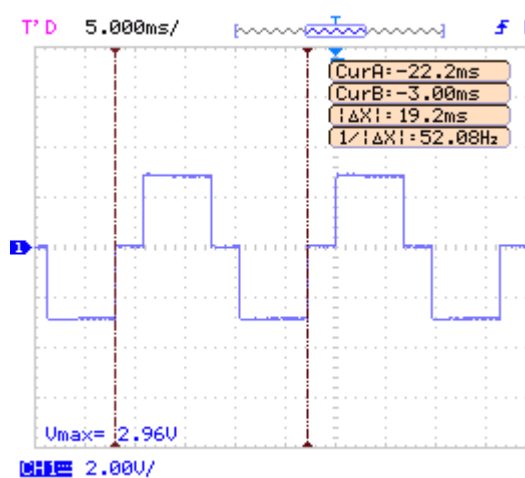 T'D 5.000ms/
T
CurA:-22.2ms
CurB:-3.00ms
|ΔX|:19.2ms
1/|ΔX|:52.08Hz
1
Vmax= 2.96V
CH1 2.00V/